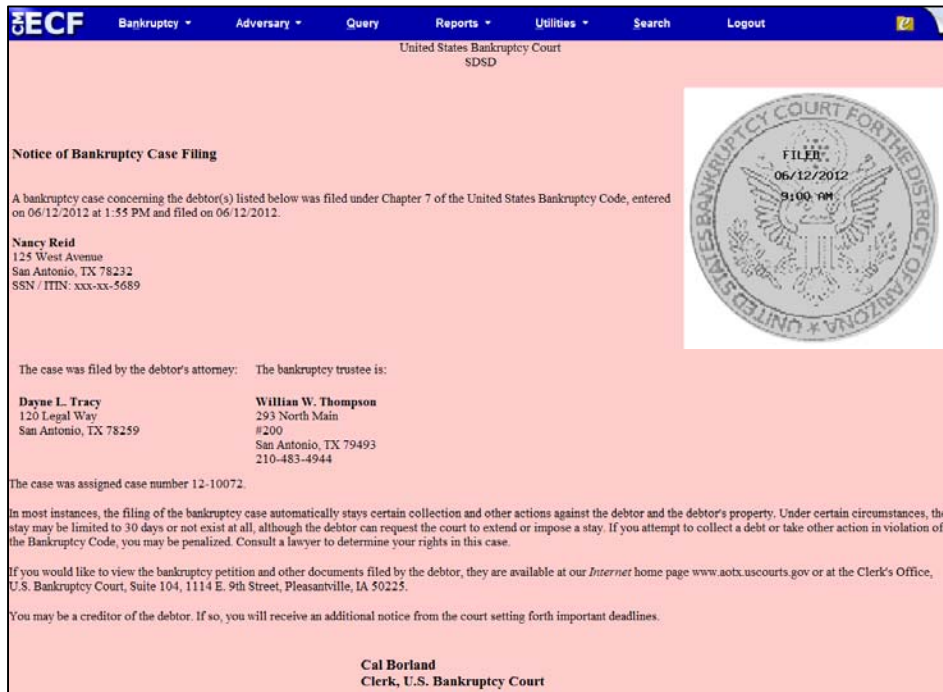 CM ECF Bankruptcy Adversary Query Reports Utilities Search Logout ?
United States Bankruptcy Court
SDSD
UNITED STATES BANKRUPTCY COURT FOR THE DISTRICT OF ARIZONA
FILED
06/12/2012
9:00 AM
Notice of Bankruptcy Case Filing
A bankruptcy case concerning the debtor(s) listed below was filed under Chapter 7 of the United States Bankruptcy Code, entered
on 06/12/2012 at 1:55 PM and filed on 06/12/2012.
Nancy Reid
125 West Avenue
San Antonio, TX 78232
SSN / ITIN: xxx-xx-5689
The case was filed by the debtor's attorney:
Dayne L. Tracy
120 Legal Way
San Antonio, TX 78259
The bankruptcy trustee is:
Willian W. Thompson
293 North Main
#200
San Antonio, TX 79493
210-483-4944
The case was assigned case number 12-10072.
In most instances, the filing of the bankruptcy case automatically stays certain collection and other actions against the debtor and the debtor's property. Under certain circumstances, the
stay may be limited to 30 days or not exist at all, although the debtor can request the court to extend or impose a stay. If you attempt to collect a debt or take other action in violation of
the Bankruptcy Code, you may be penalized. Consult a lawyer to determine your rights in this case.
If you would like to view the bankruptcy petition and other documents filed by the debtor, they are available at our Internet home page www.aotx.uscourts.gov or at the Clerk's Office,
U.S. Bankruptcy Court, Suite 104, 1114 E. 9th Street, Pleasantville, IA 50225.
You may be a creditor of the debtor. If so, you will receive an additional notice from the court setting forth important deadlines.
Cal Borland
Clerk, U.S. Bankruptcy Court